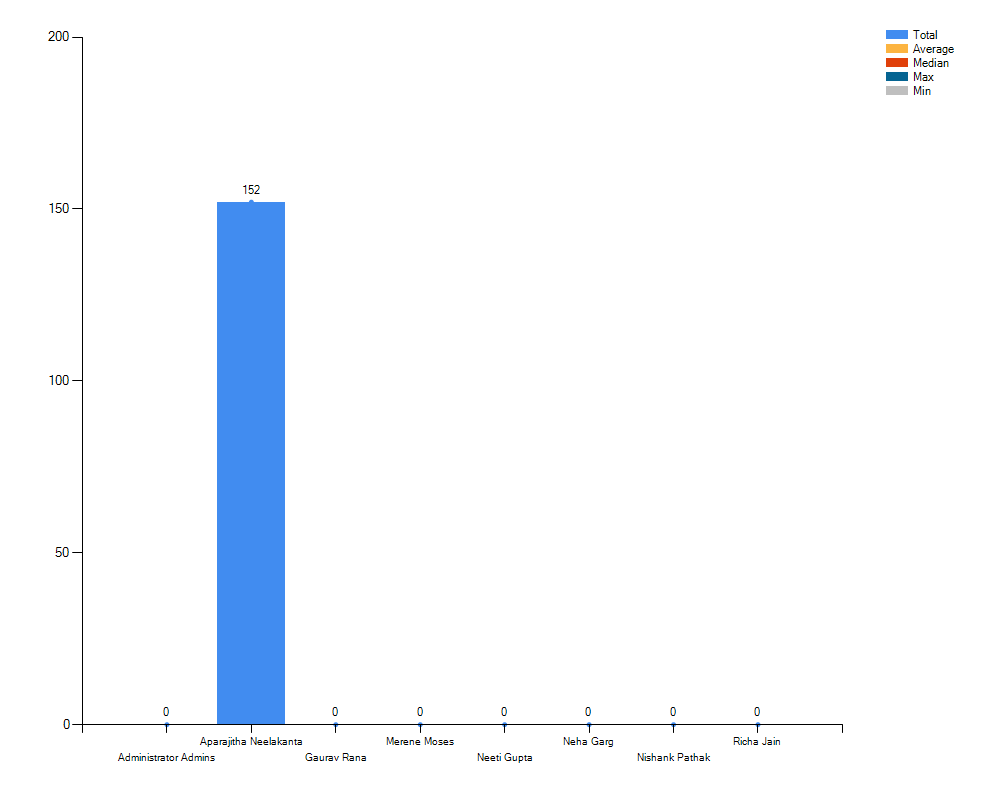 200
150
100
50
0
152
0
0
0
0
0
0
0
Aparajitha Neelakanta
Merene Moses
Neha Garg
Richa Jain
Administrator Admins
Gaurav Rana
Neeti Gupta
Nishank Pathak
Total
Average
Median
Max
Min